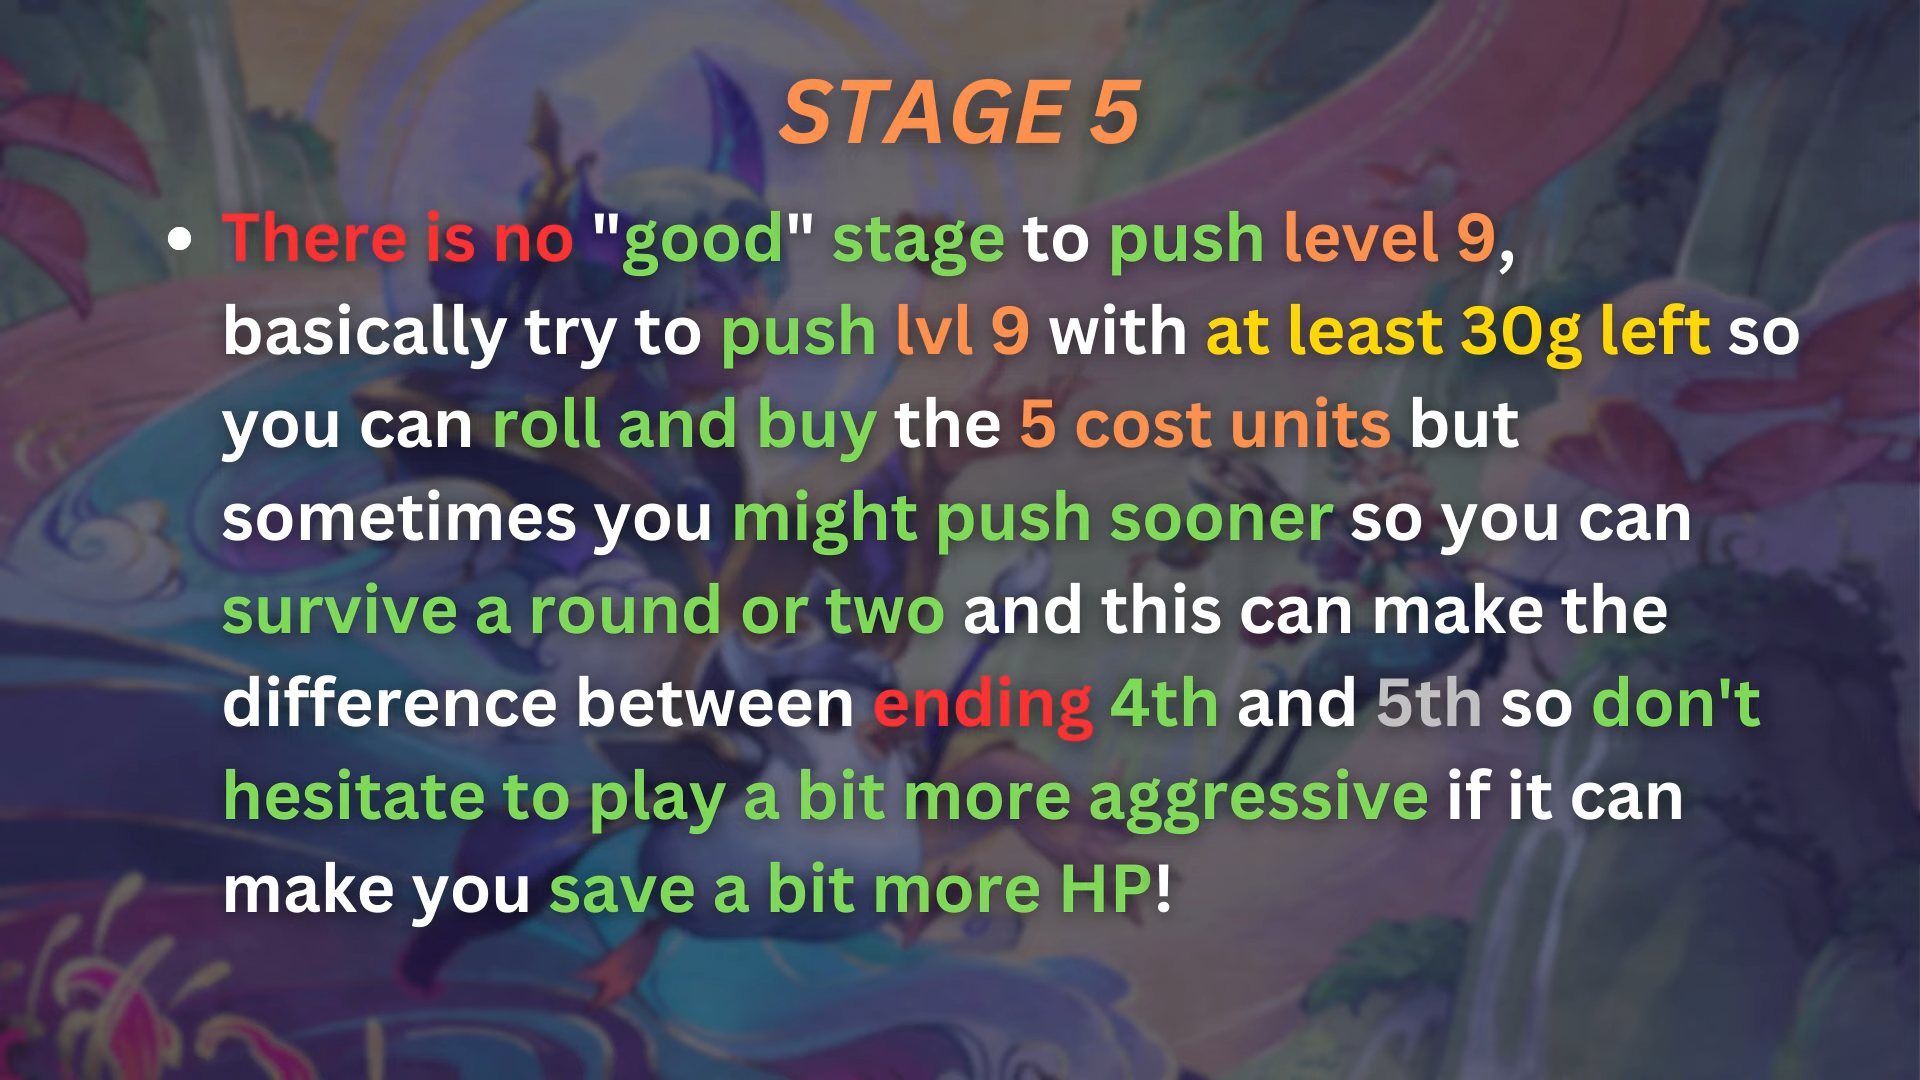 STAGE 5
• There is no "good" stage to push level 9,
basically try to push lvl 9 with at least 30g left so
you can roll and buy the 5 cost units but
sometimes you might push sooner so you can
survive a round or two and this can make the
difference between ending 4th and 5th so don't
hesitate to play a bit more aggressive if it can
make you save a bit more HP!